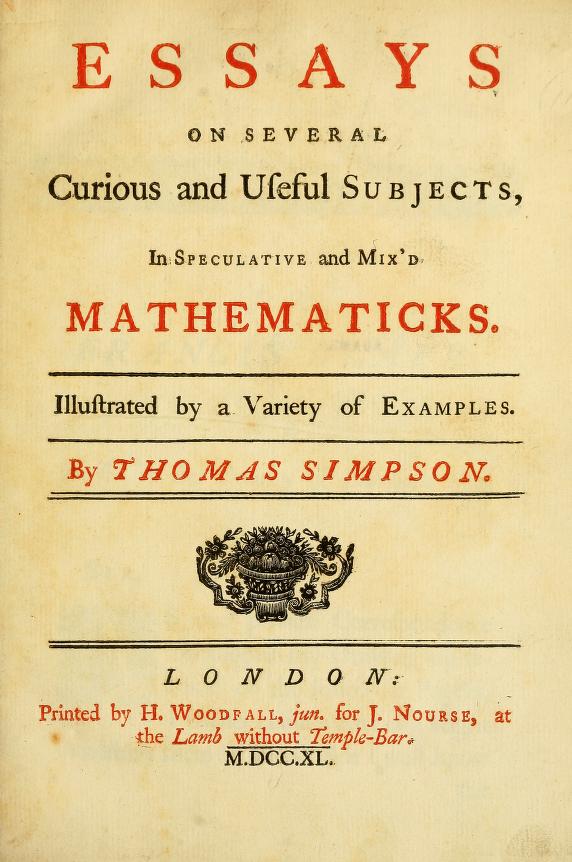 ESSAYS
ON SEVERAL
Curious and Uſeful SUBJECTS,
In SPECULATIVE and MIX'D
MATHEMATICKS.
Illuſtrated by a Variety of EXAMPLES.
By THOMAS SIMPSON.
LONDON:
Printed by H. WOODFALL, jun. for J. NOURSE, at
the Lamb without Temple-Bar.
M.DCC.XL.